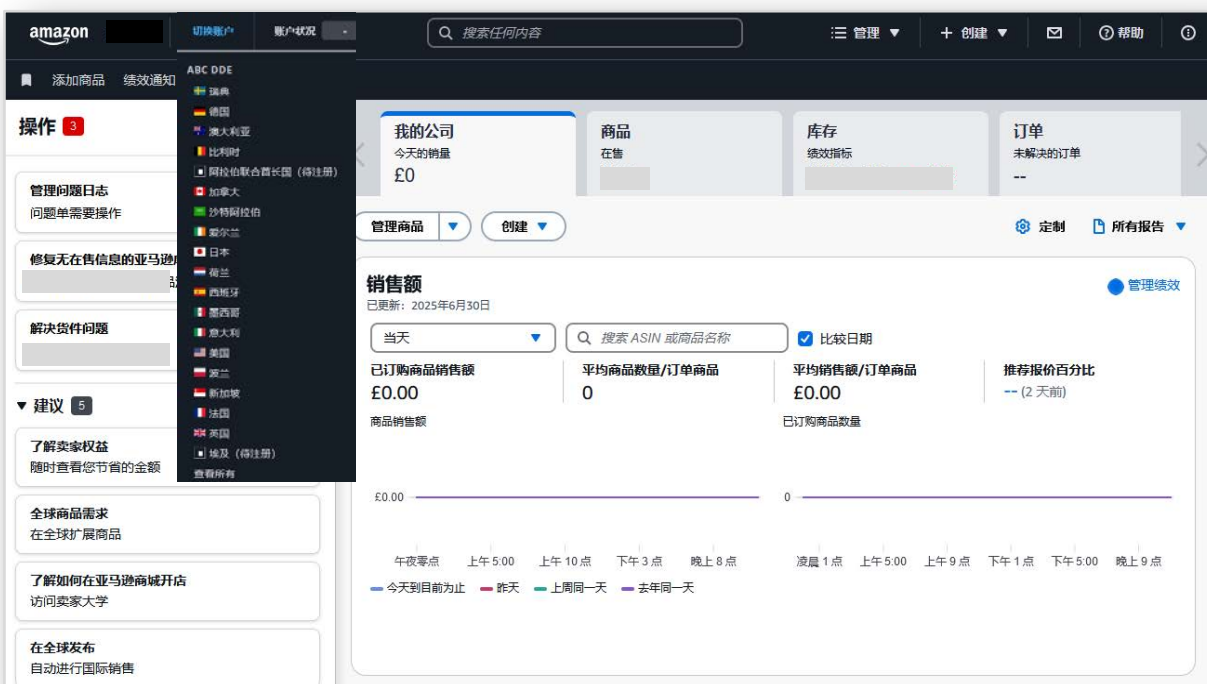 amazon
切换账户
账户状况 -
搜索任何内容
管理 ▼
+ 创建 ▼
帮助
添加商品 绩效通知
ABC DDE
瑞典
德国
澳大利亚
比利时
阿拉伯联合酋长国（待注册）
加拿大
沙特阿拉伯
爱尔兰
日本
荷兰
西班牙
墨西哥
意大利
美国
波兰
新加坡
法国
英国
埃及（待注册）
查看所有
操作 3
管理问题日志
问题单需要操作
修复无在售信息的亚马逊
解决货件问题
▼ 建议 5
了解卖家权益
随时查看您节省的金额
全球商品需求
在全球扩展商品
了解如何在亚马逊商城开店
访问卖家大学
在全球发布
自动进行国际销售
我的公司
今天的销量
£0
商品
在售
库存
绩效指标
订单
未解决的订单
--
管理商品 ▼
创建 ▼
定制
所有报告 ▼
销售额
已更新：2025年6月30日
管理绩效
当天 ▼
搜索 ASIN 或商品名称
比较日期
已订购商品销售额
£0.00
平均商品数量/订单商品
0
平均销售额/订单商品
£0.00
推荐报价百分比
-- (2 天前)
商品销售额
£0.00
午夜零点 上午 5:00 上午 10 点 下午 3 点 晚上 8 点
已订购商品数量
0
凌晨 1 点 上午 5:00 上午 9 点 下午 1 点 下午 5:00 晚上 9 点
今天到目前为止 昨天 上周同一天 去年同一天